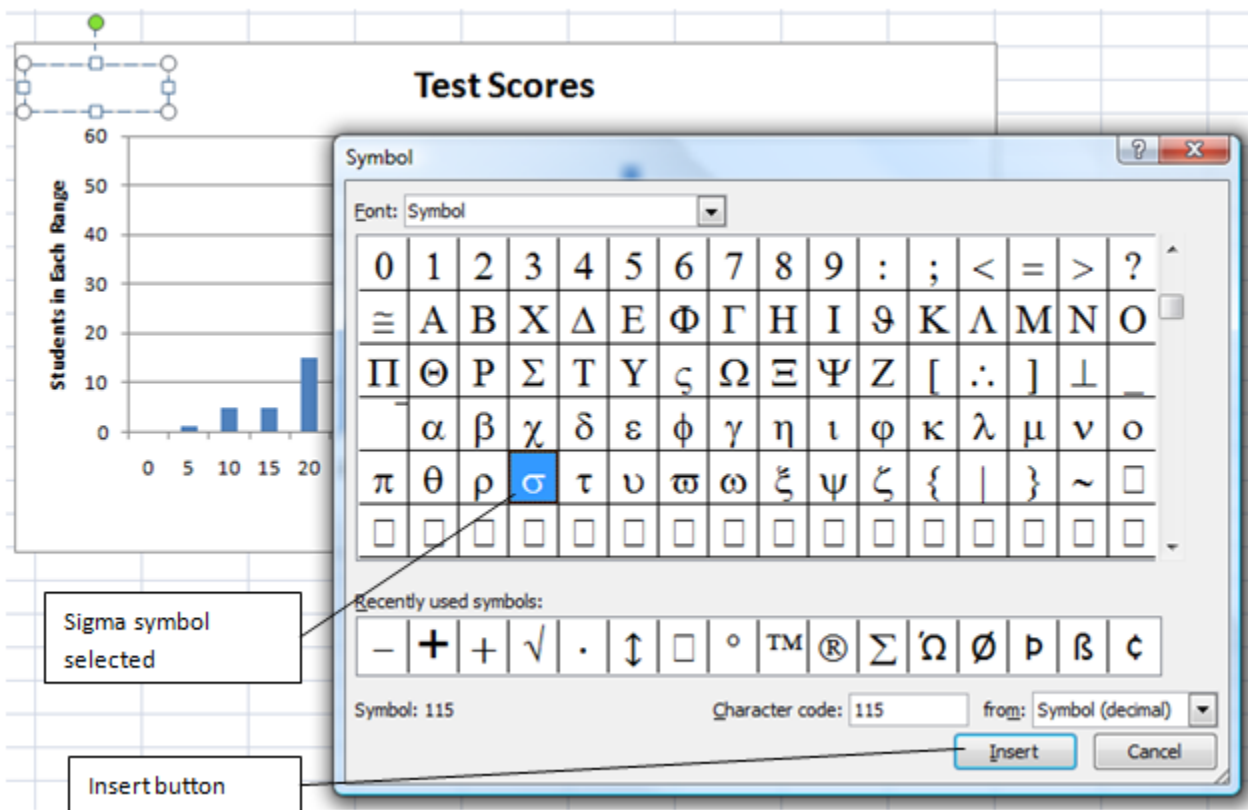 Test Scores
Students in Each Range
60
50
40
30
20
10
0
0 5 10 15 20
Symbol
?
Font: Symbol
0 1 2 3 4 5 6 7 8 9 : ; < = > ?
≅ Α Β Χ Δ Ε Φ Γ Η Ι ϑ Κ Λ Μ Ν Ο
Π Θ Ρ Σ Τ Υ ς Ω Ξ Ψ Ζ [ ∴ ] ⊥ _
‾ α β χ δ ε ϕ γ η ι φ κ λ μ ν ο
π θ ρ σ τ υ ϖ ω ξ ψ ζ { | } ~ □
□ □ □ □ □ □ □ □ □ □ □ □ □ □ □ □
Recently used symbols:
− + + √ · ↕ □ ° ™ ® ∑ Ώ Ø Þ ß ¢
Symbol: 115
Character code: 115 from: Symbol (decimal)
Insert Cancel
Sigma symbol
selected
Insert button